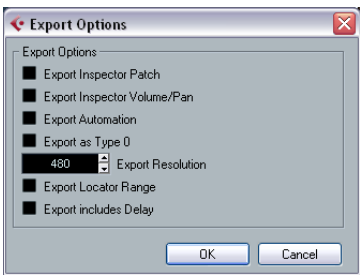 Export Options
Export Options
Export Inspector Patch
Export Inspector Volume/Pan
Export Automation
Export as Type 0
480 Export Resolution
Export Locator Range
Export includes Delay
OK Cancel